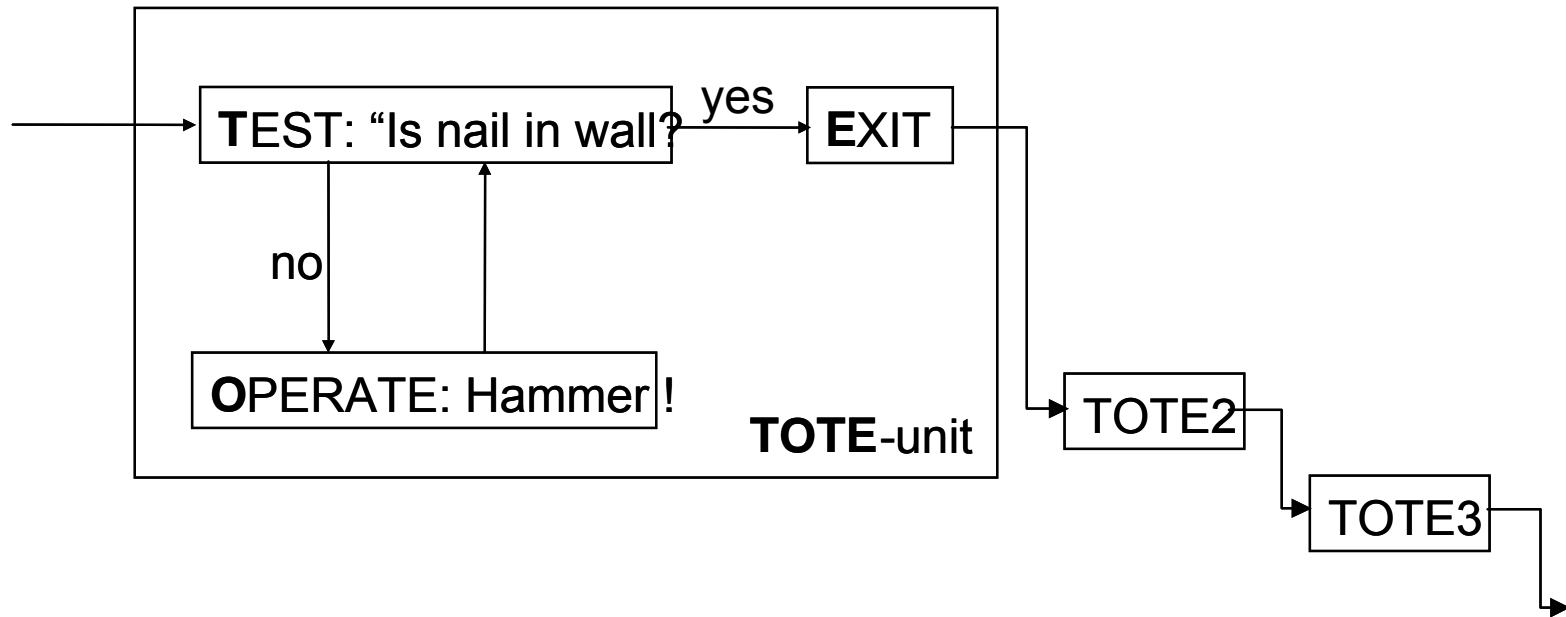 yes
TEST: “Is nail in wall?
EXIT
no
OPERATE: Hammer !
TOTE-unit
TOTE2
TOTE3